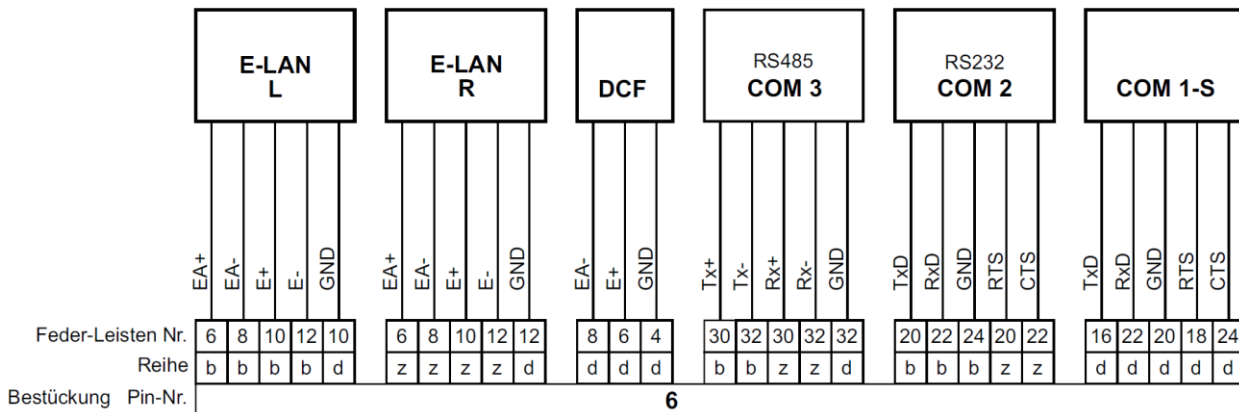 E-LAN L
E-LAN R
DCF
RS485 COM 3
RS232 COM 2
COM 1-S
EA+ EA- E+ E- GND
EA+ EA- E+ E- GND
EA- E+ GND
Tx+ Tx- Rx+ Rx- GND
TxD RxD GND RTS CTS
TxD RxD GND RTS CTS
Feder-Leisten Nr. 6 8 10 12 10 6 8 10 12 12 8 6 4 30 32 30 32 32 20 22 24 20 22 16 22 20 18 24
Reihe b b b b d z z z z d d d d b b z z d b b b z z d d d d d
Bestückung Pin-Nr. 6